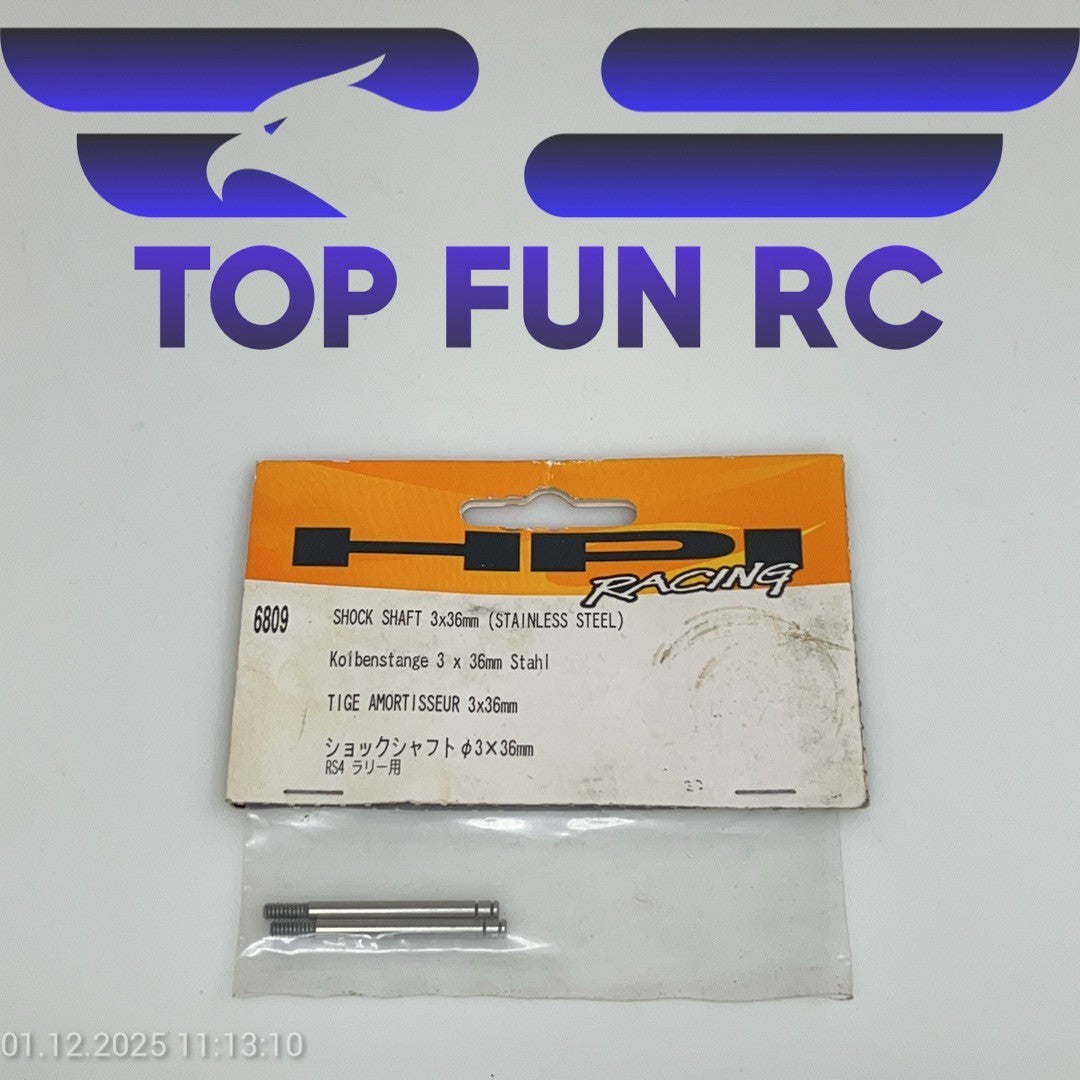 TOP FUN RC
HPI
RACING
6809
SHOCK SHAFT 3x36mm (STAINLESS STEEL)
Kolbenstange 3 x 36mm Stahl
TIGE AMORTISSEUR 3x36mm
ショックシャフトφ3×36mm
RS4 ラリー用
01.12.2025 11:13:10